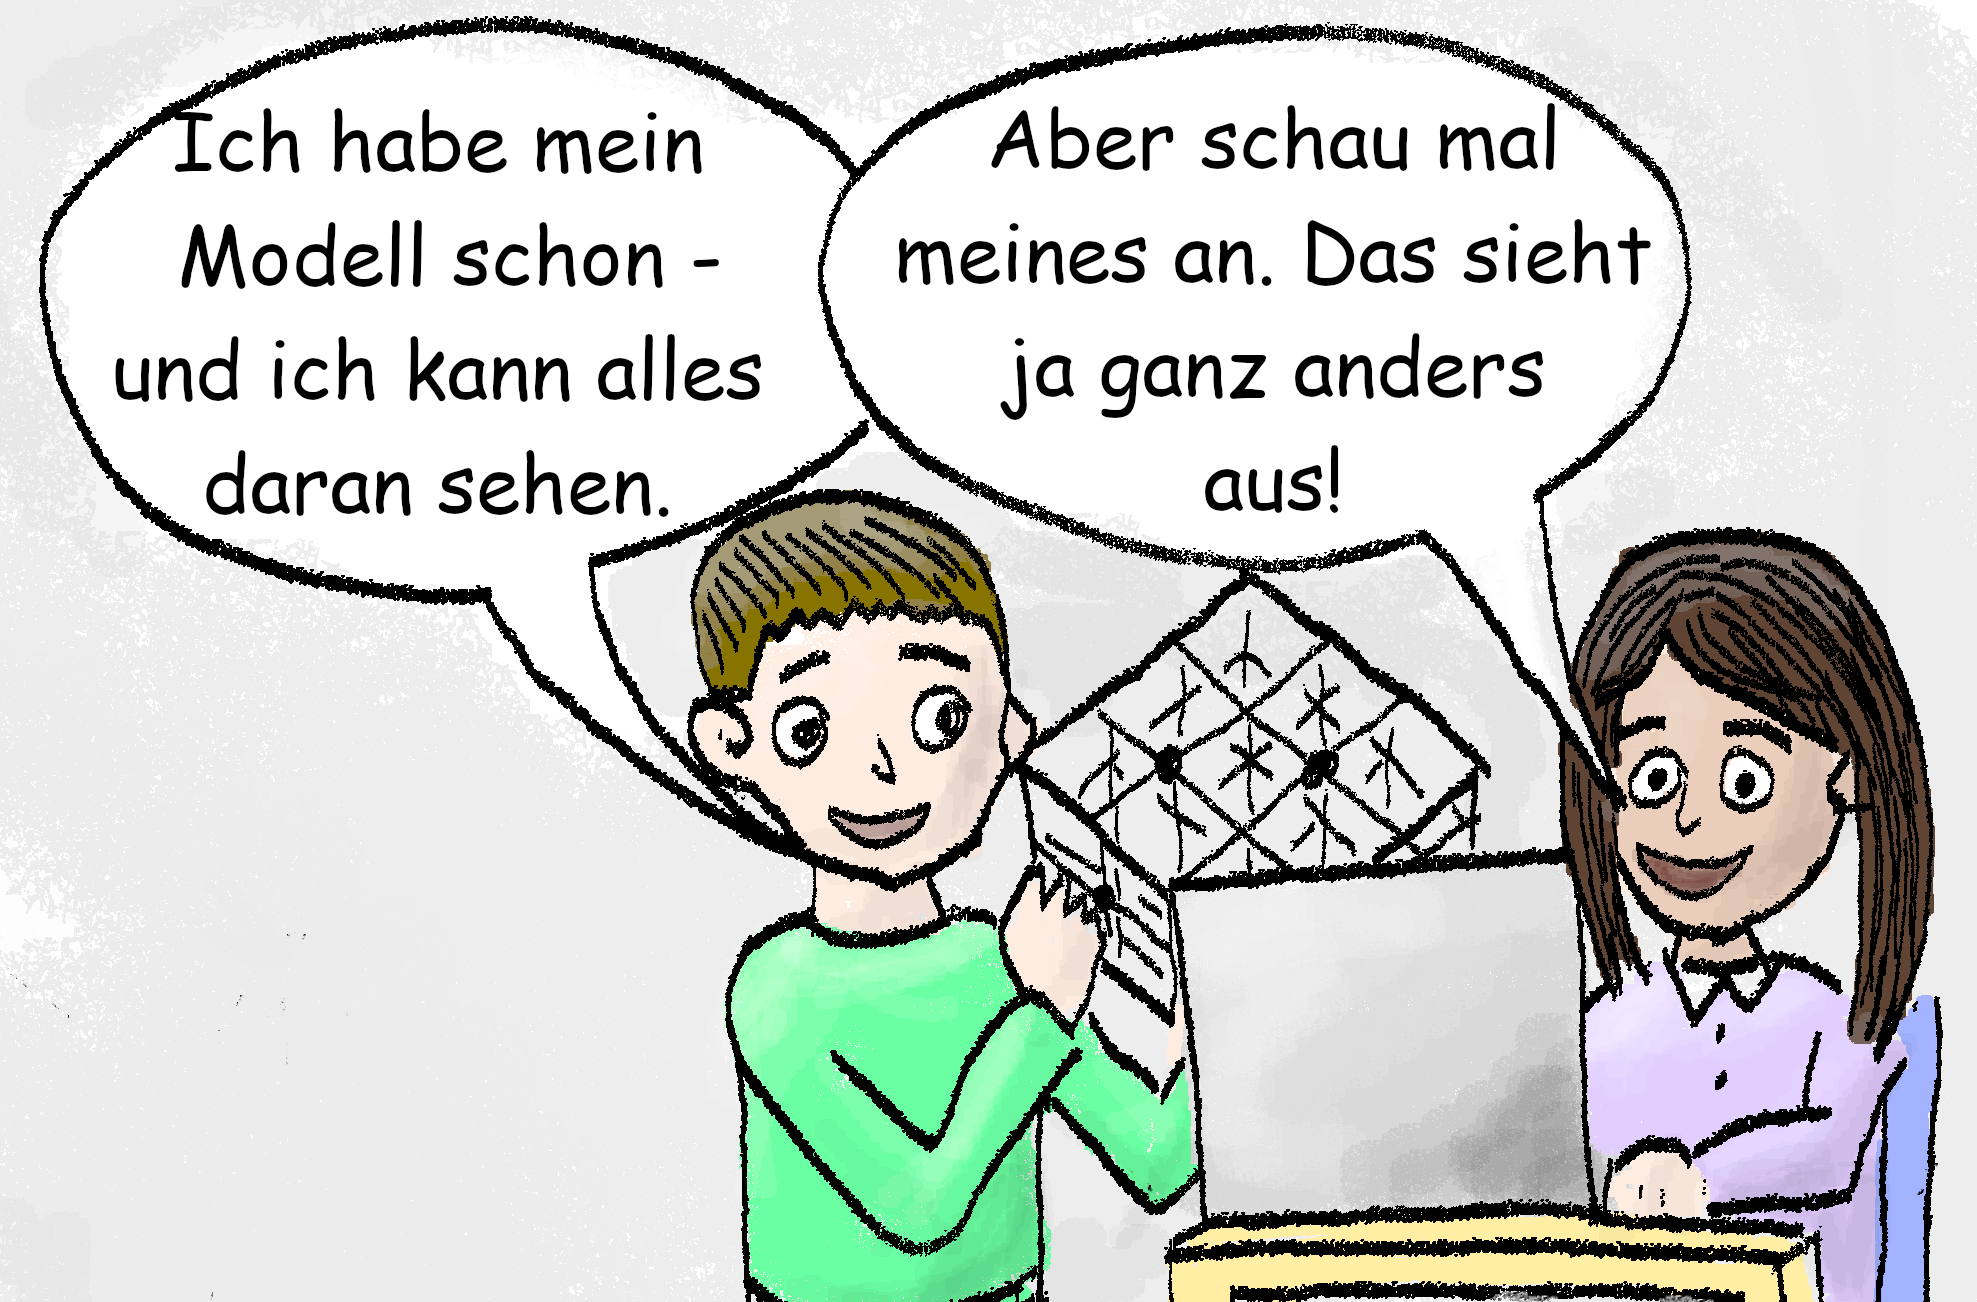 Ich habe mein
Modell schon -
und ich kann alles
daran sehen.
Aber schau mal
meines an. Das sieht
ja ganz anders
aus!